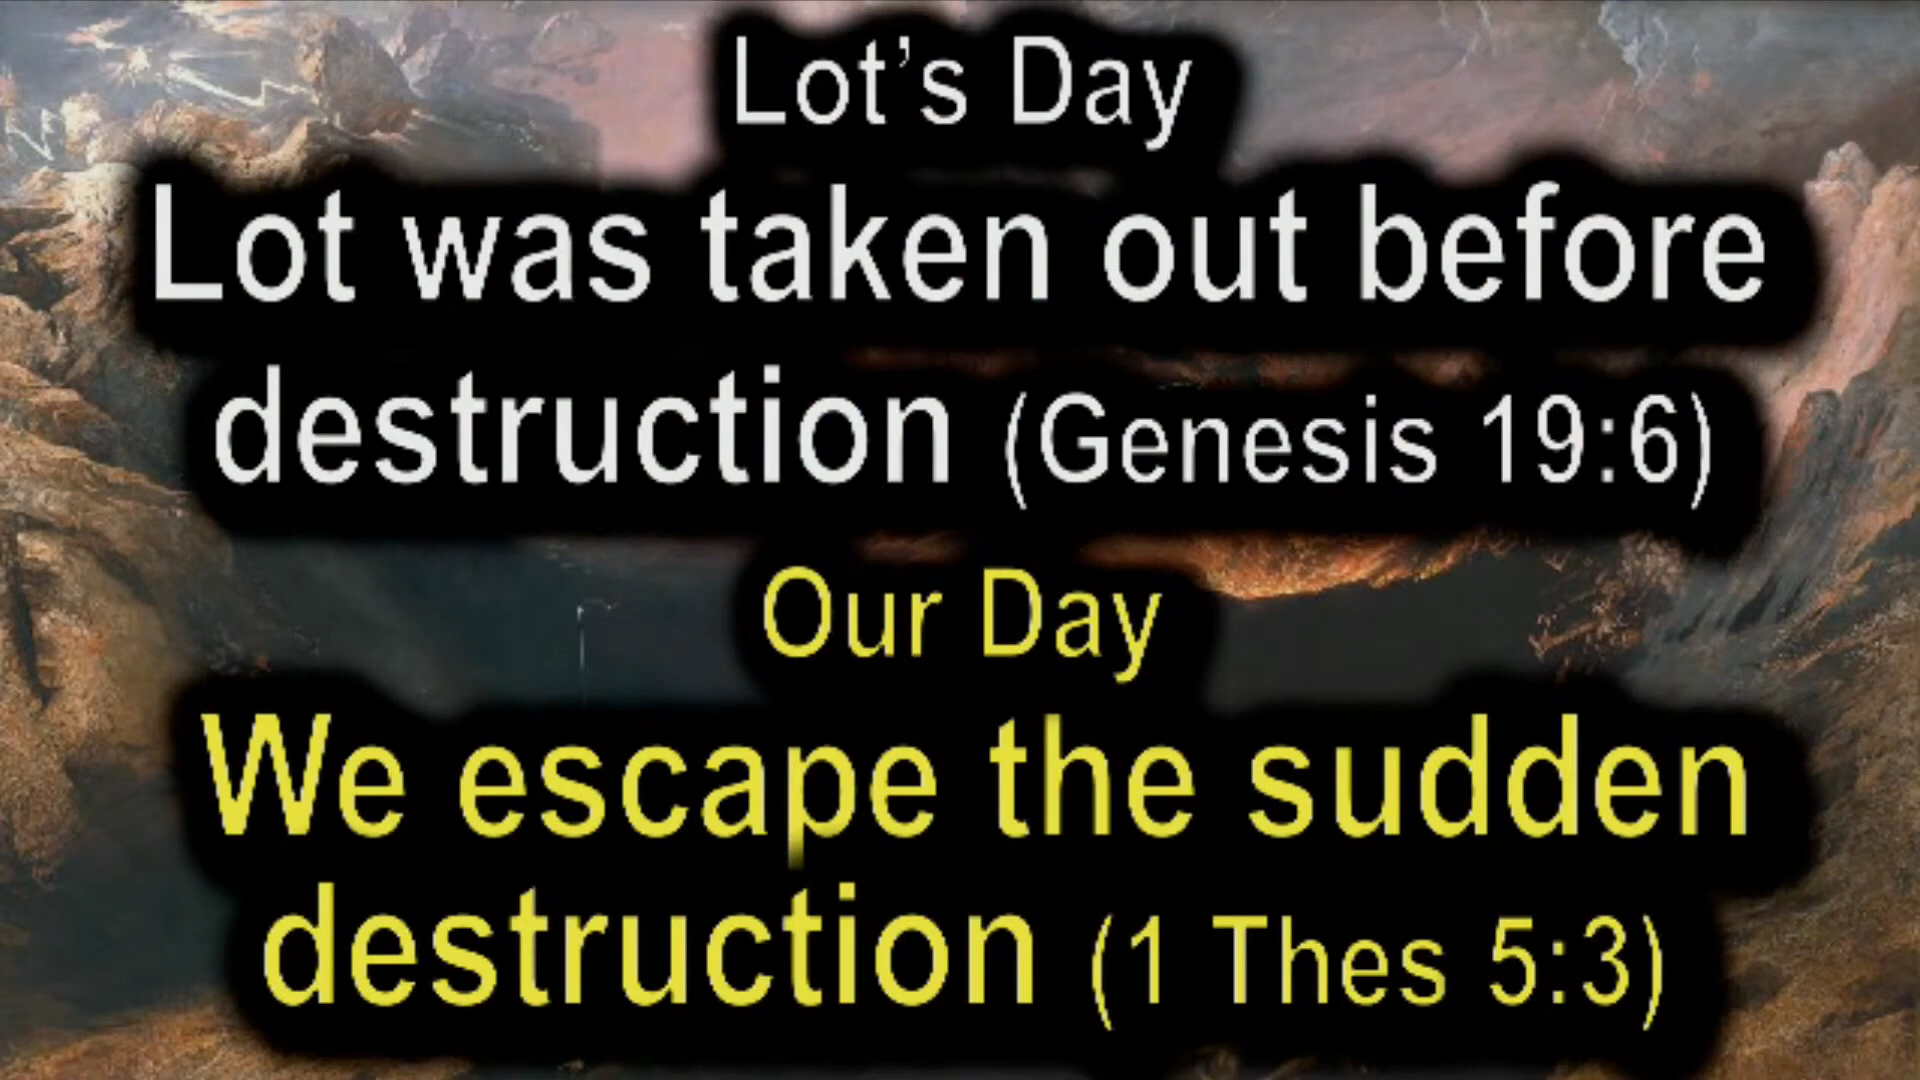 Lot’s Day
Lot was taken out before
destruction (Genesis 19:6)
Our Day
We escape the sudden
destruction (1 Thes 5:3)